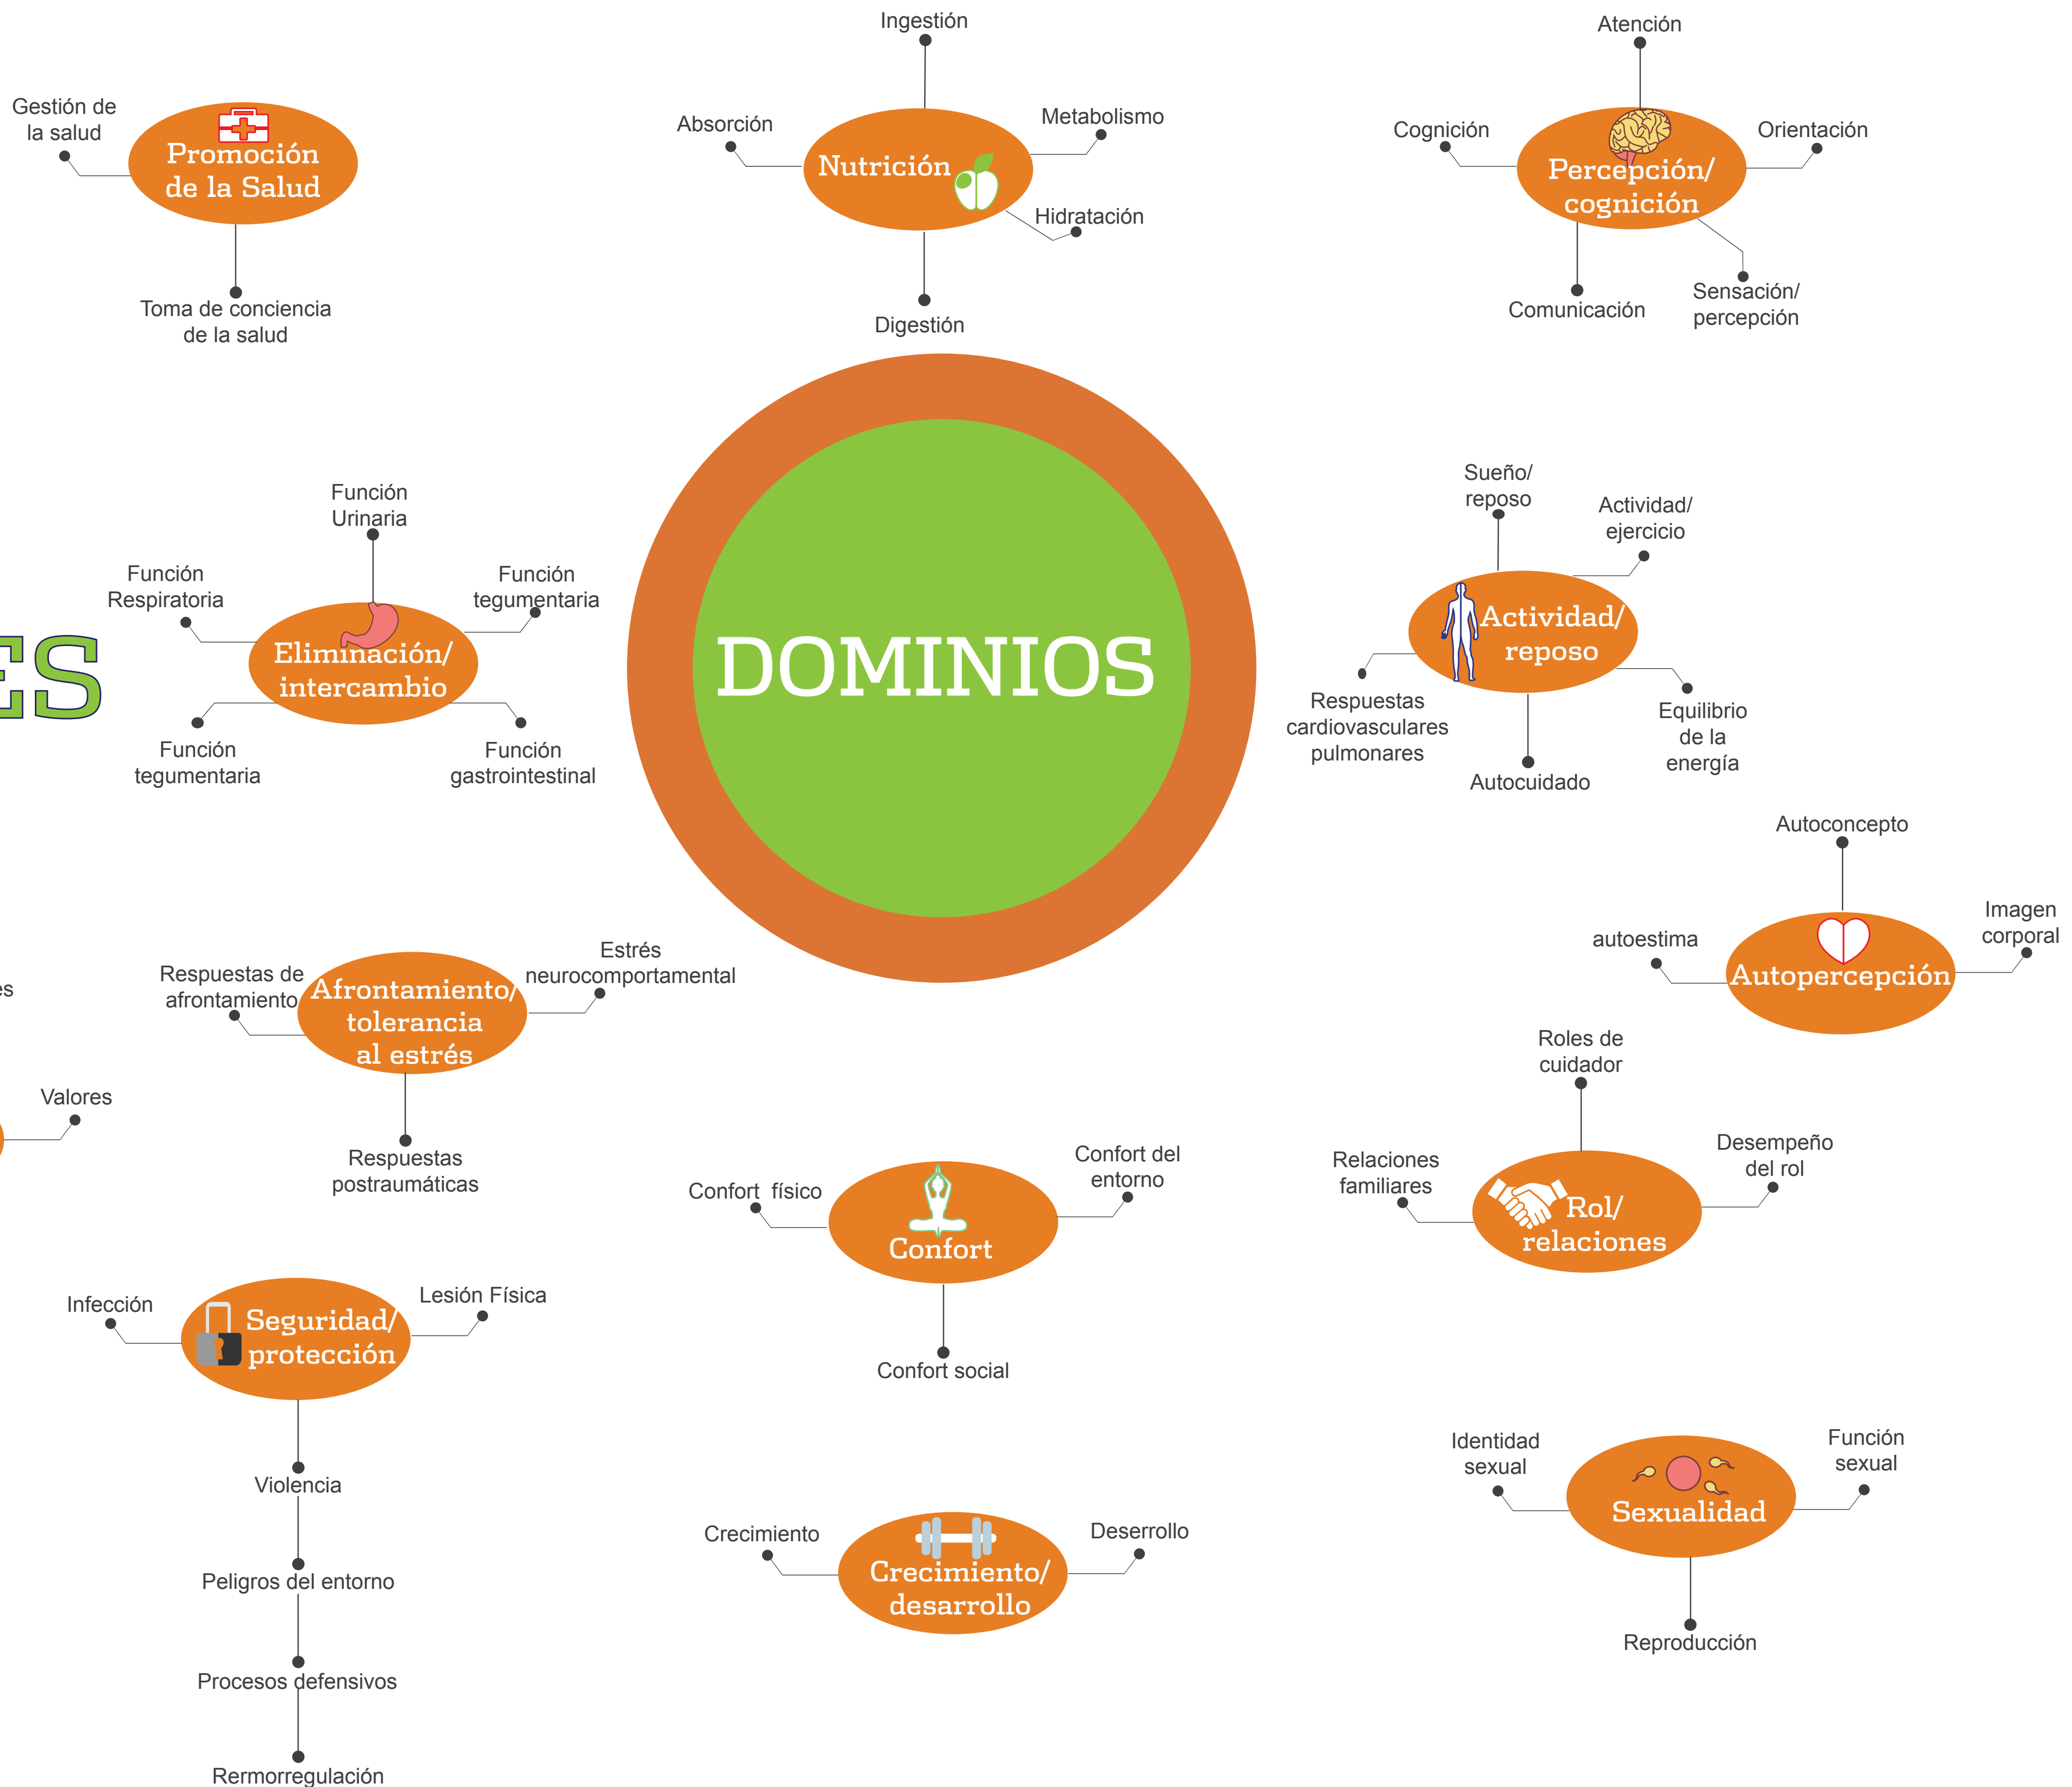 Gestión de
la salud
Promoción
de la Salud
Toma de conciencia
de la salud
Ingestión
Absorción
Metabolismo
Nutrición
Hidratación
Digestión
Atención
Cognición
Orientación
Percepción/
cognición
Comunicación
Sensación/
percepción
ES
Función
Urinaria
Función
Respiratoria
Función
tegumentaria
Eliminación/
intercambio
Función
tegumentaria
Función
gastrointestinal
DOMINIOS
Sueño/
reposo
Actividad/
ejercicio
Actividad/
reposo
Respuestas
cardiovasculares
pulmonares
Autocuidado
Equilibrio
de la
energía
Autoconcepto
autoestima
Imagen
corporal
Autopercepción
es
Respuestas de
afrontamiento
Estrés
neurocomportamental
Afrontamiento/
tolerancia
al estrés
Respuestas
postraumáticas
Valores
Confort  físico
Confort del
entorno
Confort
Confort social
Roles de
cuidador
Relaciones
familiares
Desempeño
del rol
Rol/
relaciones
Infección
Lesión Física
Seguridad/
protección
Violencia
Peligros del entorno
Procesos defensivos
Rermorregulación
Crecimiento
Deserrollo
Crecimiento/
desarrollo
Identidad
sexual
Función
sexual
Sexualidad
Reproducción